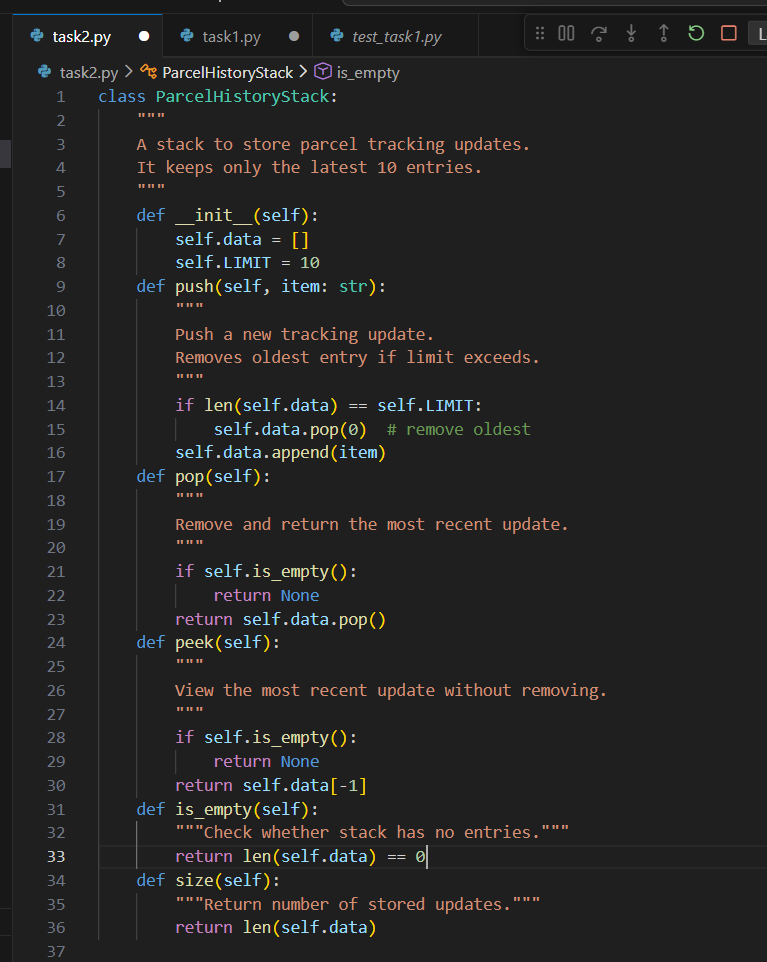 task2.py task1.py test_task1.py L
task2.py > ParcelHistoryStack > is_empty
1 class ParcelHistoryStack:
2     """
3     A stack to store parcel tracking updates.
4     It keeps only the latest 10 entries.
5     """
6     def __init__(self):
7         self.data = []
8         self.LIMIT = 10
9     def push(self, item: str):
10         """
11         Push a new tracking update.
12         Removes oldest entry if limit exceeds.
13         """
14         if len(self.data) == self.LIMIT:
15             self.data.pop(0)  # remove oldest
16         self.data.append(item)
17     def pop(self):
18         """
19         Remove and return the most recent update.
20         """
21         if self.is_empty():
22             return None
23         return self.data.pop()
24     def peek(self):
25         """
26         View the most recent update without removing.
27         """
28         if self.is_empty():
29             return None
30         return self.data[-1]
31     def is_empty(self):
32         """Check whether stack has no entries."""
33         return len(self.data) == 0
34     def size(self):
35         """Return number of stored updates."""
36         return len(self.data)
37